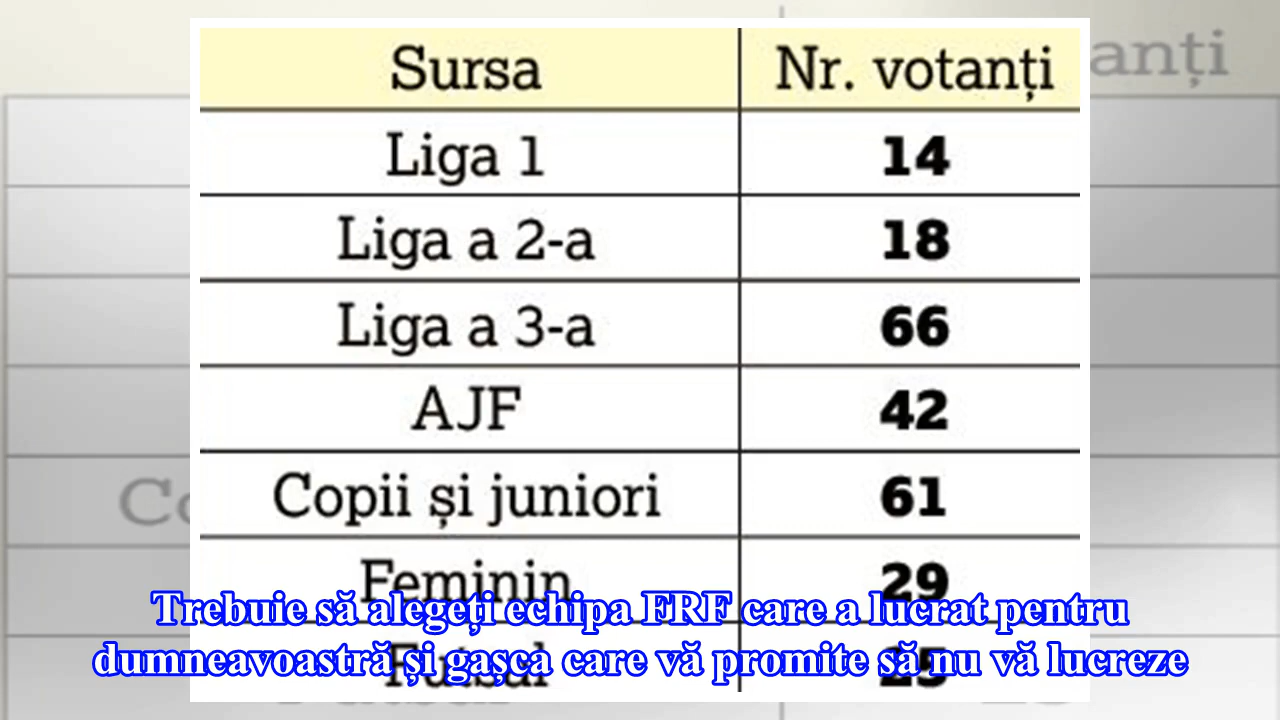 Sursa Nr. votanți
Liga 1 14
Liga a 2-a 18
Liga a 3-a 66
AJF 42
Copii și juniori 61
Feminin 29
Trebuie să alegeți echipa FRF care a lucrat pentru
Futsal 25
dumneavoastră și gașca care vă promite să nu vă lucreze